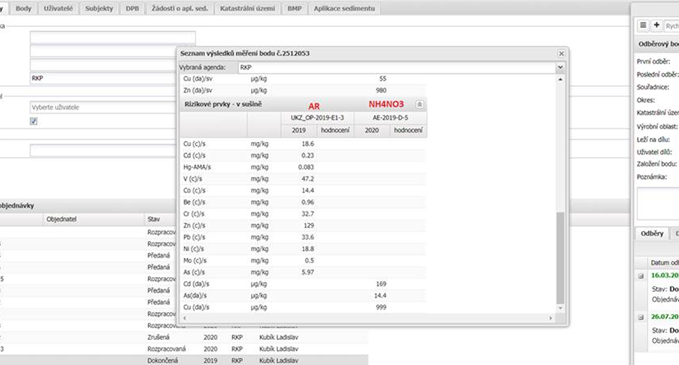 y Body Uživatelé Subjekty DPB Žádosti o apl. sed. Katastrální území BMP Aplikace sedimentu
RKP
Vyberte uživatele
objednávky
Objednatel Stav
Rozpracov
Rozpracov
Předaná
Předaná
Předaná
Předaná
Předaná
Zrušená 2020 RKP Kubík Ladislav
Rozpracovaná 2020 RKP Kubík Ladislav
Dokončená 2019 RKP Kubík Ladislav
Seznam výsledků měření bodu č.2512053
Vybraná agenda: RKP
Cu (da)/sv µg/kg 55
Zn (da)/sv µg/kg 980
Rizikové prvky - v sušině AR NH4NO3
UKZ_OP-2019-E1-3 AE-2019-D-5
2019 hodnocení 2020 hodnocení
Cu (c)/s mg/kg 18.6
Cd (c)/s mg/kg 0.23
Hg-AMA/s mg/kg 0.083
V (c)/s mg/kg 47.2
Co (c)/s mg/kg 14.4
Be (c)/s mg/kg 0.96
Cr (c)/s mg/kg 32.7
Zn (c)/s mg/kg 129
Pb (c)/s mg/kg 33.6
Ni (c)/s mg/kg 18.8
Mo (c)/s mg/kg 0.5
As (c)/s mg/kg 5.97
Cd (da)/s µg/kg 169
As(da)/s µg/kg 14.4
Cu (da)/s µg/kg 999
Rych
Odběrový bod
První odběr:
Poslední odběr:
Souřadnice:
Okres:
Katastrální územ
Výrobní oblast:
Leží na dílu:
Uživatel dílů:
Založení bodu:
Poznámka:
Odběry
Datum odb
16.03.20
Stav: Do
Objednáv
26.07.20
Stav: Do
Objednáv